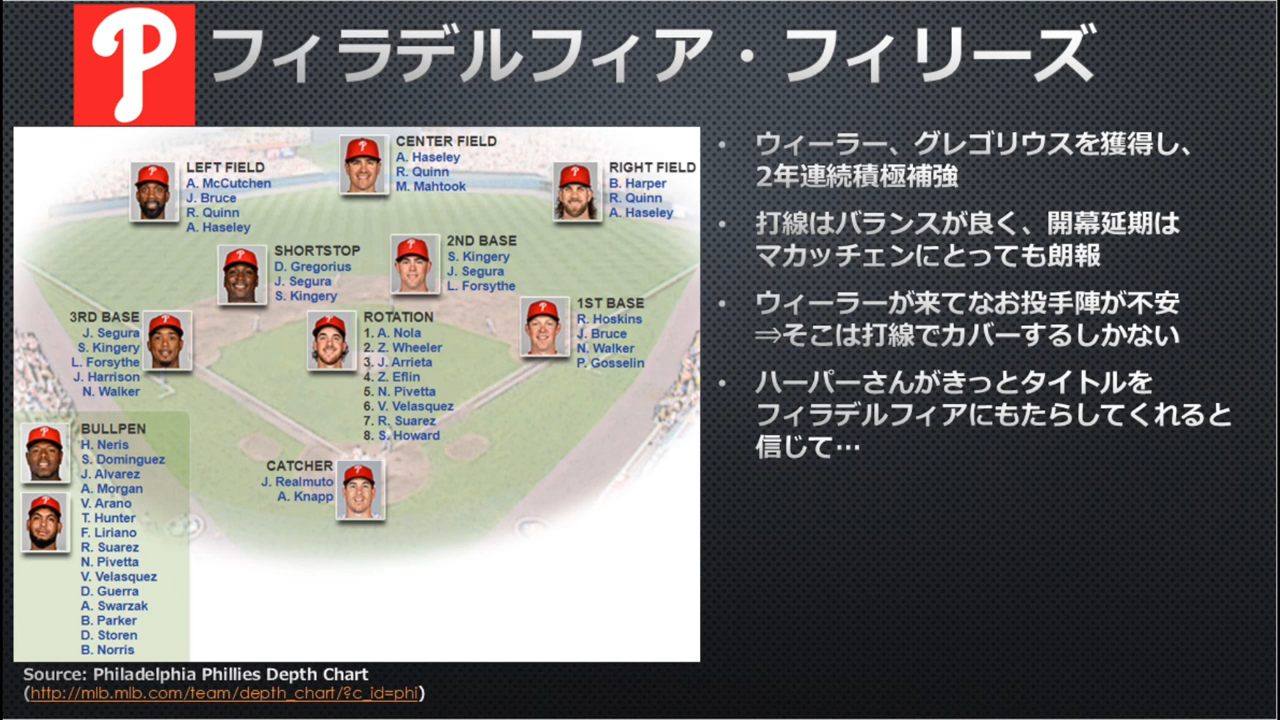 P
フィラデルフィア・フィリーズ
LEFT FIELD
A. McCutchen
J. Bruce
R. Quinn
A. Haseley
CENTER FIELD
A. Haseley
R. Quinn
M. Mahtook
RIGHT FIELD
B. Harper
R. Quinn
A. Haseley
SHORTSTOP
D. Gregorius
J. Segura
S. Kingery
2ND BASE
S. Kingery
J. Segura
L. Forsythe
3RD BASE
J. Segura
S. Kingery
L. Forsythe
J. Harrison
N. Walker
ROTATION
1. A. Nola
2. Z. Wheeler
3. J. Arrieta
4. Z. Eflin
5. N. Pivetta
6. V. Velasquez
7. R. Suarez
8. S. Howard
1ST BASE
R. Hoskins
J. Bruce
N. Walker
P. Gosselin
BULLPEN
H. Neris
S. Dominguez
J. Alvarez
A. Morgan
V. Arano
T. Hunter
F. Liriano
R. Suarez
N. Pivetta
V. Velasquez
D. Guerra
A. Swarzak
B. Parker
D. Storen
B. Norris
CATCHER
J. Realmuto
A. Knapp
Source: Philadelphia Phillies Depth Chart
(http://mlb.mlb.com/team/depth_chart/?c_id=phi)
• ウィーラー、グレゴリウスを獲得し、
2年連続積極補強
• 打線はバランスが良く、開幕延期は
マカッチェンにとっても朗報
• ウィーラーが来てなお投手陣が不安
⇒そこは打線でカバーするしかない
• ハーパーさんがきっとタイトルを
フィラデルフィアにもたらしてくれると
信じて…